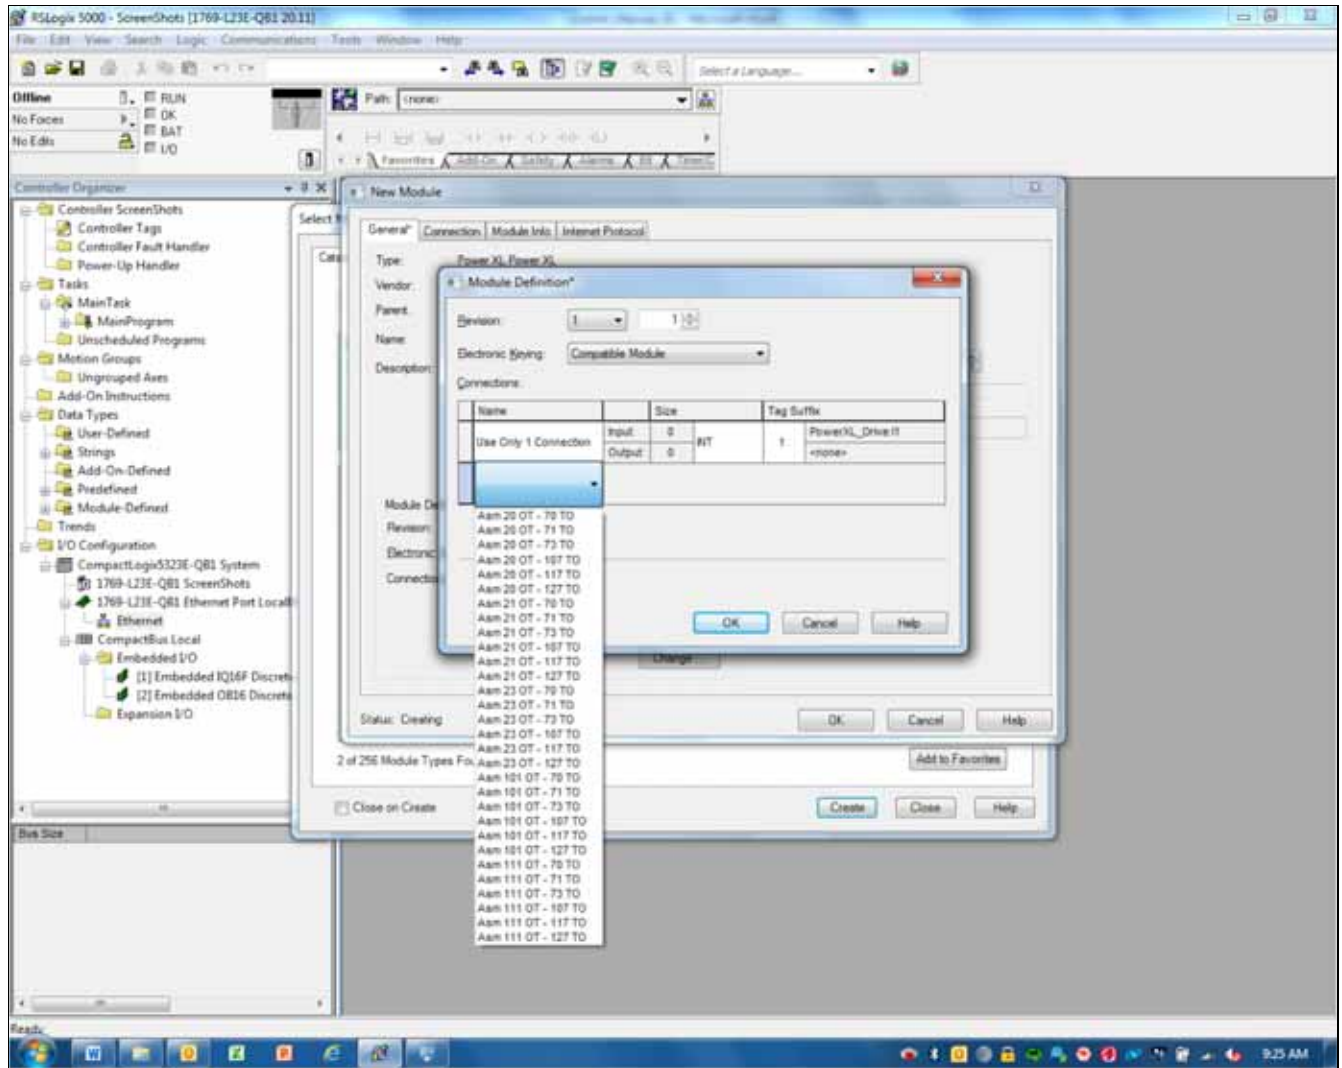 RSLogix 5000 - ScreenShots [1769-L23E-QB1 20.11]
File Edit View Search Logic Communications Tools Window Help
Select a Language...
Offline
RUN
Path: <none>
No Forces
OK
BAT
No Edits
I/O
Favorites Add-On Safety Alarms Bit Timer/C
Controller Organizer
Controller ScreenShots
Controller Tags
Controller Fault Handler
Power-Up Handler
Tasks
MainTask
MainProgram
Unscheduled Programs
Motion Groups
Ungrouped Axes
Add-On Instructions
Data Types
User-Defined
Strings
Add-On-Defined
Predefined
Module-Defined
Trends
I/O Configuration
CompactLogix5323E-QB1 System
1769-L23E-QB1 ScreenShots
1769-L23E-QB1 Ethernet Port Local
Ethernet
CompactBus Local
Embedded I/O
[1] Embedded IQ16F Discret
[2] Embedded OB16 Discret
Expansion I/O
Bus Size
Select
Cata
New Module
General* Connection Module Info Internet Protocol
Type: Power XL Power XL
Vendor:
Parent:
Name:
Description:
Module De
Revision:
Electronic
Connectio
Change...
Status: Creating
OK Cancel Help
Module Definition*
Revision: 1 1
Electronic Keying: Compatible Module
Connections:
Name Size Tag Suffix
Use Only 1 Connection Input: 0 INT 1 PowerXL_Drive:I1
Output: 0 <none>
Asm 20 OT - 70 TO
Asm 20 OT - 71 TO
Asm 20 OT - 73 TO
Asm 20 OT - 107 TO
Asm 20 OT - 117 TO
Asm 20 OT - 127 TO
Asm 21 OT - 70 TO
Asm 21 OT - 71 TO
Asm 21 OT - 73 TO
Asm 21 OT - 107 TO
Asm 21 OT - 117 TO
Asm 21 OT - 127 TO
Asm 23 OT - 70 TO
Asm 23 OT - 71 TO
Asm 23 OT - 73 TO
Asm 23 OT - 107 TO
Asm 23 OT - 117 TO
Asm 23 OT - 127 TO
Asm 101 OT - 70 TO
Asm 101 OT - 71 TO
Asm 101 OT - 73 TO
Asm 101 OT - 107 TO
Asm 101 OT - 117 TO
Asm 101 OT - 127 TO
Asm 111 OT - 70 TO
Asm 111 OT - 71 TO
Asm 111 OT - 73 TO
Asm 111 OT - 107 TO
Asm 111 OT - 117 TO
Asm 111 OT - 127 TO
OK Cancel Help
2 of 256 Module Types Fou
Add to Favorites
Close on Create
Create Close Help
Ready
9:25 AM